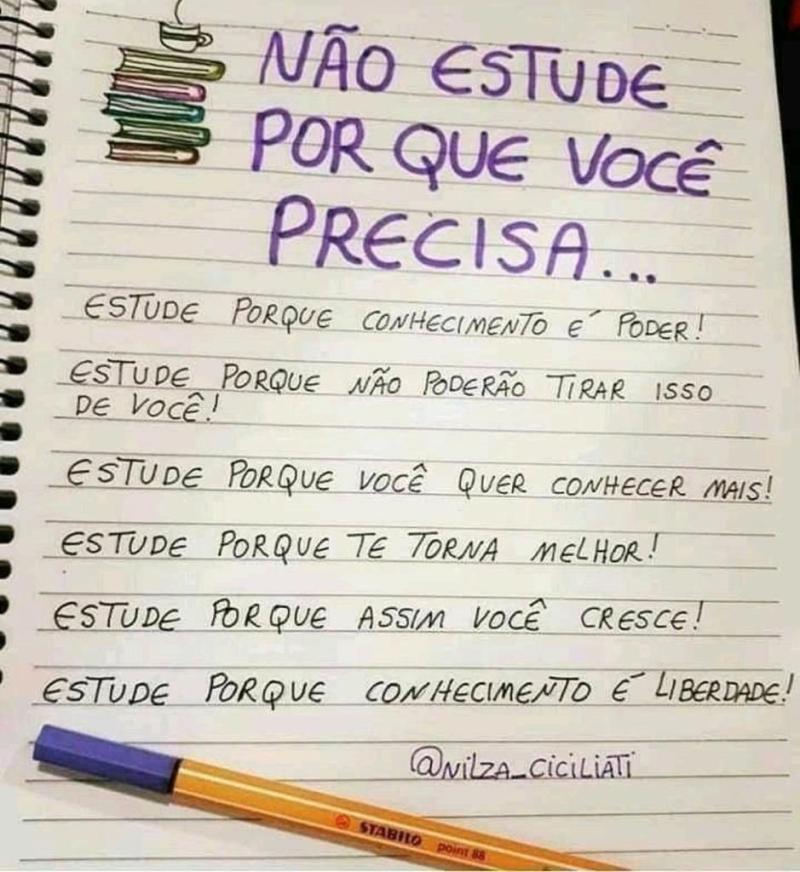 NÃO ESTUDE
POR QUE VOCÊ
PRECISA...
ESTUDE PORQUE CONHECIMENTO É PODER!
ESTUDE PORQUE NÃO PODERÃO TIRAR ISSO
DE VOCÊ!
ESTUDE PORQUE VOCÊ QUER CONHECER MAIS!
ESTUDE PORQUE TE TORNA MELHOR!
ESTUDE PORQUE ASSIM VOCÊ CRESCE!
ESTUDE PORQUE CONHECIMENTO É LIBERDADE!
@NILZA_CICILIATI
STABILO point 88